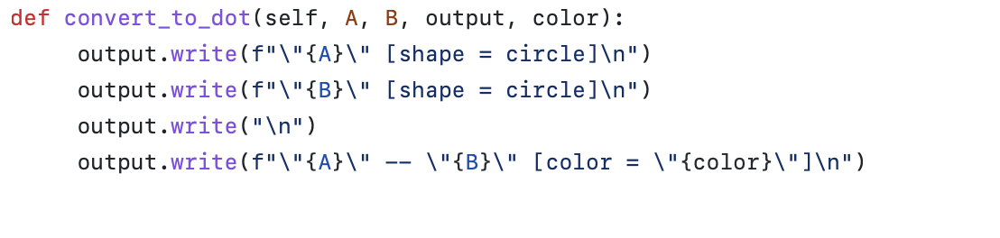 def convert_to_dot(self, A, B, output, color):
     output.write(f"\"{A}\" [shape = circle]\n")
     output.write(f"\"{B}\" [shape = circle]\n")
     output.write("\n")
     output.write(f"\"{A}\" -- \"{B}\" [color = \"{color}\"]\n")